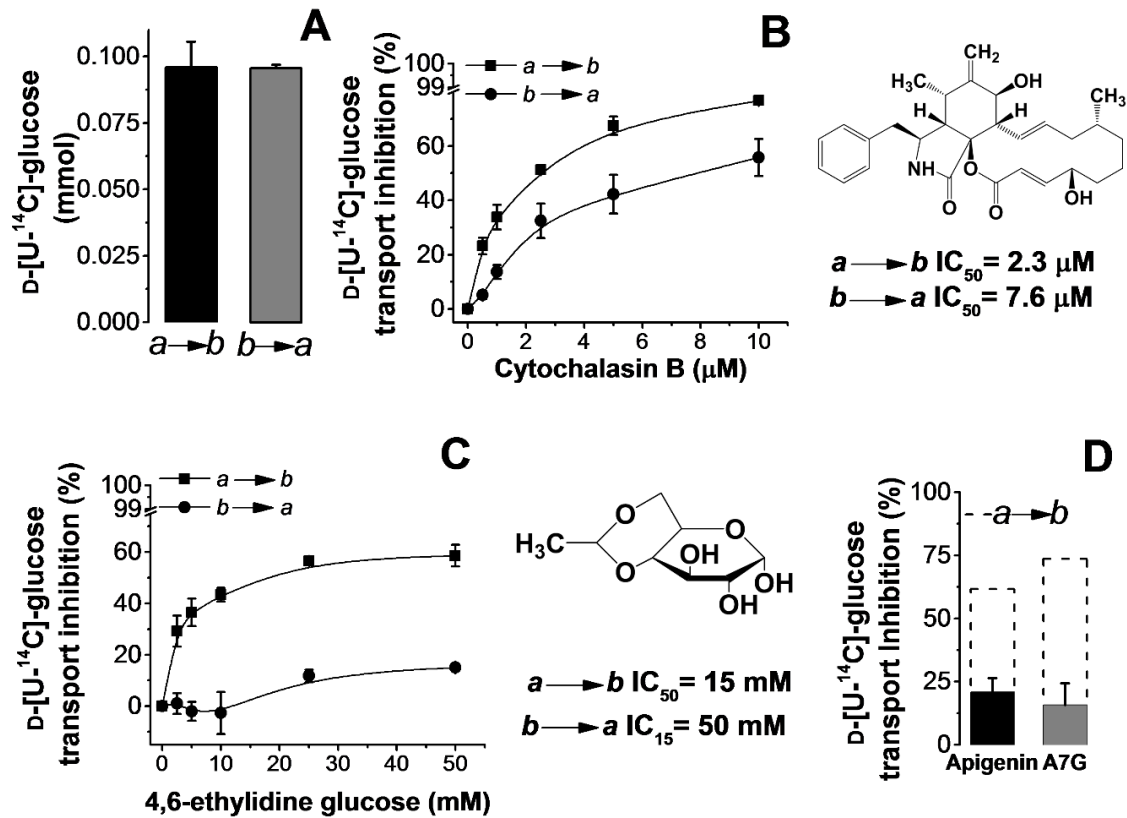 A
D-[U-¹⁴C]-glucose
(mmol)
0.100
0.075
0.050
0.025
0.000
a b
b a
B
D-[U-¹⁴C]-glucose
transport inhibition (%)
100
99
60
40
20
0
a b
b a
0 2 4 6 8 10
Cytochalasin B (μM)
CH₂
H₃C
OH
H
H
CH₃
NH
O
O
O
OH
a b IC₅₀= 2.3 μM
b a IC₅₀= 7.6 μM
C
D-[U-¹⁴C]-glucose
transport inhibition (%)
100
99
60
40
20
0
a b
b a
0 10 20 30 40 50
4,6-ethylidine glucose (mM)
H₃C
O
O
O
OH
OH
OH
a b IC₅₀ = 15 mM
b a IC₁₅= 50 mM
D
D-[U-¹⁴C]-glucose
transport Inhibition (%)
100
75
50
25
0
a b
Apigenin A7G